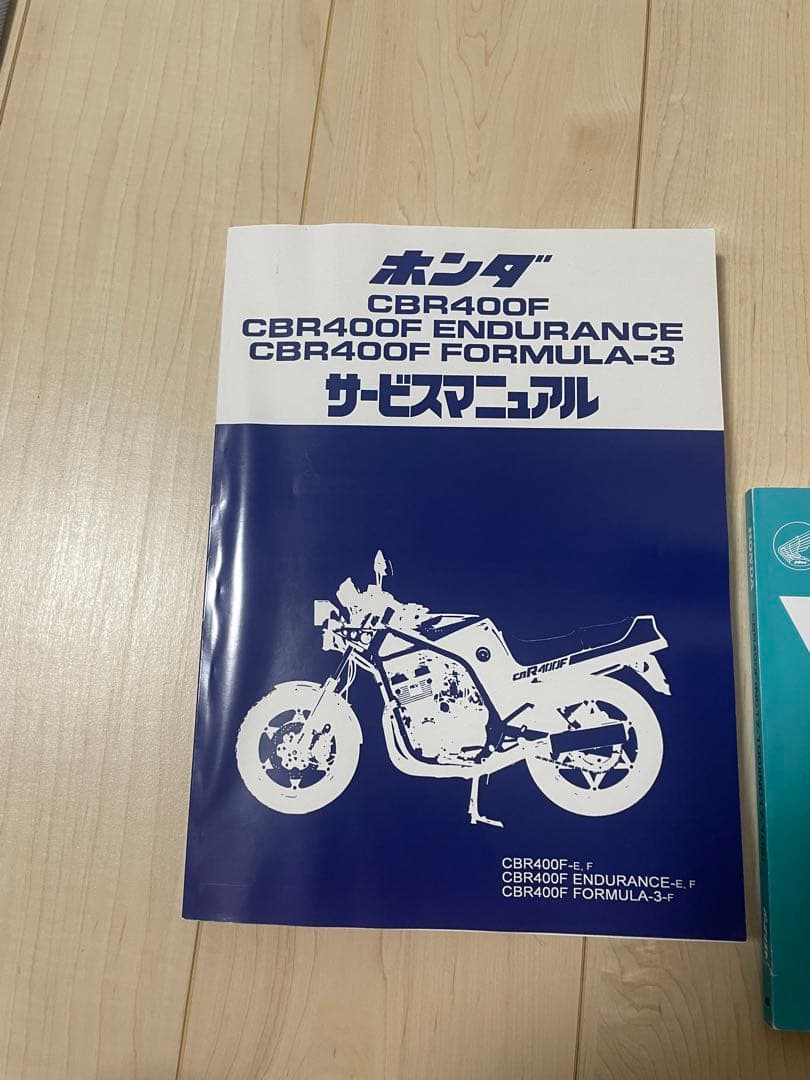 ホンダ
CBR400F
CBR400F ENDURANCE
CBR400F FORMULA-3
サービスマニュアル
CBR400F
CBR400F-E, F
CBR400F ENDURANCE-E, F
CBR400F FORMULA-3-F
HONDA